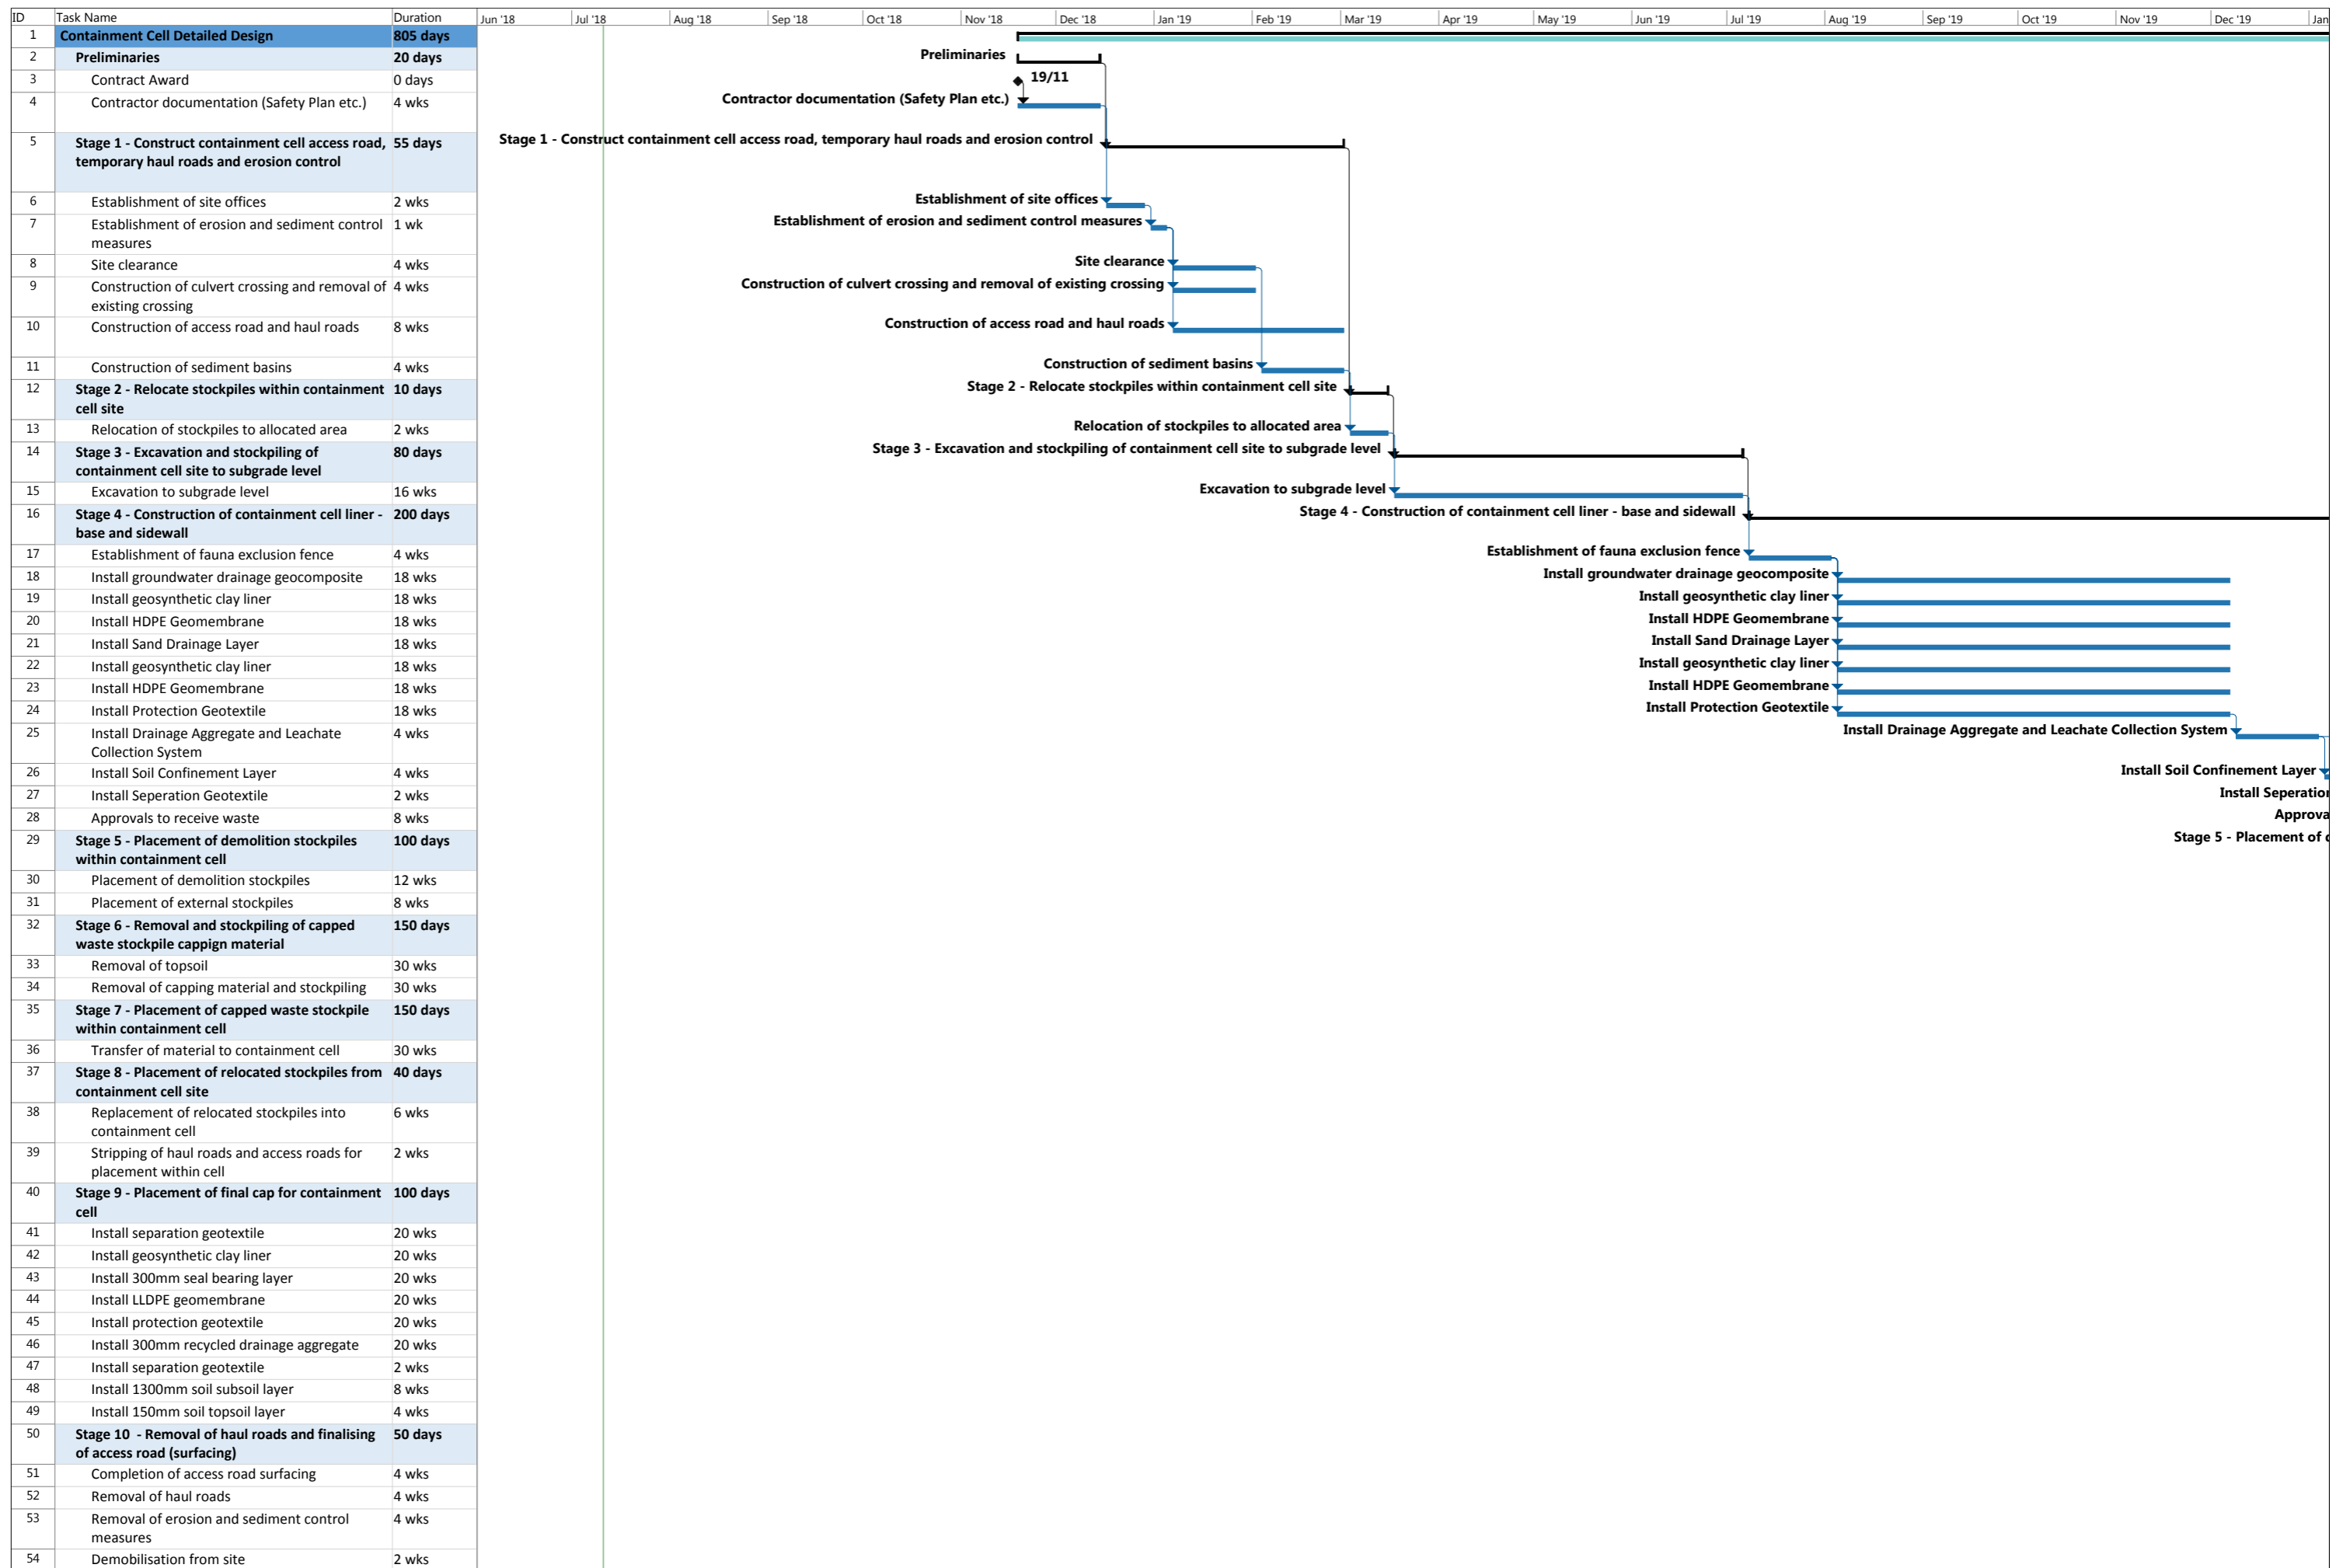 ID Task Name Duration Jun '18 Jul '18 Aug '18 Sep '18 Oct '18 Nov '18 Dec '18 Jan '19 Feb '19 Mar '19 Apr '19 May '19 Jun '19 Jul '19 Aug '19 Sep '19 Oct '19 Nov '19 Dec '19 Jan
1 Containment Cell Detailed Design 805 days
2 Preliminaries 20 days Preliminaries
3 Contract Award 0 days 19/11
4 Contractor documentation (Safety Plan etc.) 4 wks Contractor documentation (Safety Plan etc.)
5 Stage 1 - Construct containment cell access road, 55 days Stage 1 - Construct containment cell access road, temporary haul roads and erosion control
temporary haul roads and erosion control
6 Establishment of site offices 2 wks Establishment of site offices
7 Establishment of erosion and sediment control 1 wk Establishment of erosion and sediment control measures
measures
8 Site clearance 4 wks Site clearance
9 Construction of culvert crossing and removal of 4 wks Construction of culvert crossing and removal of existing crossing
existing crossing
10 Construction of access road and haul roads 8 wks Construction of access road and haul roads
11 Construction of sediment basins 4 wks Construction of sediment basins
12 Stage 2 - Relocate stockpiles within containment 10 days Stage 2 - Relocate stockpiles within containment cell site
cell site
13 Relocation of stockpiles to allocated area 2 wks Relocation of stockpiles to allocated area
14 Stage 3 - Excavation and stockpiling of 80 days Stage 3 - Excavation and stockpiling of containment cell site to subgrade level
containment cell site to subgrade level
15 Excavation to subgrade level 16 wks Excavation to subgrade level
16 Stage 4 - Construction of containment cell liner - 200 days Stage 4 - Construction of containment cell liner - base and sidewall
base and sidewall
17 Establishment of fauna exclusion fence 4 wks Establishment of fauna exclusion fence
18 Install groundwater drainage geocomposite 18 wks Install groundwater drainage geocomposite
19 Install geosynthetic clay liner 18 wks Install geosynthetic clay liner
20 Install HDPE Geomembrane 18 wks Install HDPE Geomembrane
21 Install Sand Drainage Layer 18 wks Install Sand Drainage Layer
22 Install geosynthetic clay liner 18 wks Install geosynthetic clay liner
23 Install HDPE Geomembrane 18 wks Install HDPE Geomembrane
24 Install Protection Geotextile 18 wks Install Protection Geotextile
25 Install Drainage Aggregate and Leachate 4 wks Install Drainage Aggregate and Leachate Collection System
Collection System
26 Install Soil Confinement Layer 4 wks Install Soil Confinement Layer
27 Install Seperation Geotextile 2 wks Install Seperation
28 Approvals to receive waste 8 wks Approva
29 Stage 5 - Placement of demolition stockpiles 100 days Stage 5 - Placement of d
within containment cell
30 Placement of demolition stockpiles 12 wks
31 Placement of external stockpiles 8 wks
32 Stage 6 - Removal and stockpiling of capped 150 days
waste stockpile cappign material
33 Removal of topsoil 30 wks
34 Removal of capping material and stockpiling 30 wks
35 Stage 7 - Placement of capped waste stockpile 150 days
within containment cell
36 Transfer of material to containment cell 30 wks
37 Stage 8 - Placement of relocated stockpiles from 40 days
containment cell site
38 Replacement of relocated stockpiles into 6 wks
containment cell
39 Stripping of haul roads and access roads for 2 wks
placement within cell
40 Stage 9 - Placement of final cap for containment 100 days
cell
41 Install separation geotextile 20 wks
42 Install geosynthetic clay liner 20 wks
43 Install 300mm seal bearing layer 20 wks
44 Install LLDPE geomembrane 20 wks
45 Install protection geotextile 20 wks
46 Install 300mm recycled drainage aggregate 20 wks
47 Install separation geotextile 2 wks
48 Install 1300mm soil subsoil layer 8 wks
49 Install 150mm soil topsoil layer 4 wks
50 Stage 10 - Removal of haul roads and finalising 50 days
of access road (surfacing)
51 Completion of access road surfacing 4 wks
52 Removal of haul roads 4 wks
53 Removal of erosion and sediment control 4 wks
measures
54 Demobilisation from site 2 wks